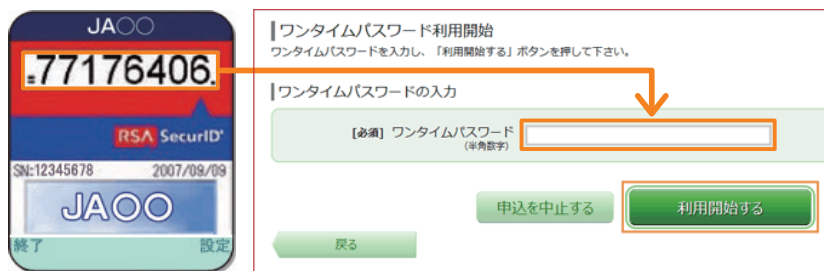 JA○○
77176406
RSA SecurID
SN:12345678 2007/09/09
JA○○
終了 設定
ワンタイムパスワード利用開始
ワンタイムパスワードを入力し、「利用開始する」ボタンを押して下さい。
ワンタイムパスワードの入力
[必須] ワンタイムパスワード
(半角数字)
申込を中止する 利用開始する
戻る